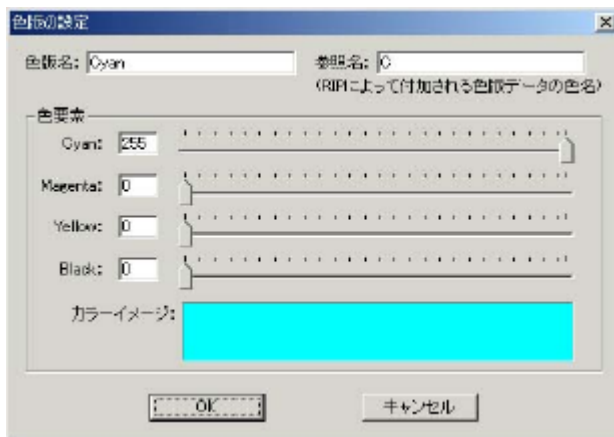 色版の設定
色版名: Cyan
参照名: C
(RIPによって付加される色版データの色名)
色要素
Cyan: 255
Magenta: 0
Yellow: 0
Black: 0
カラーイメージ:
OK
キャンセル